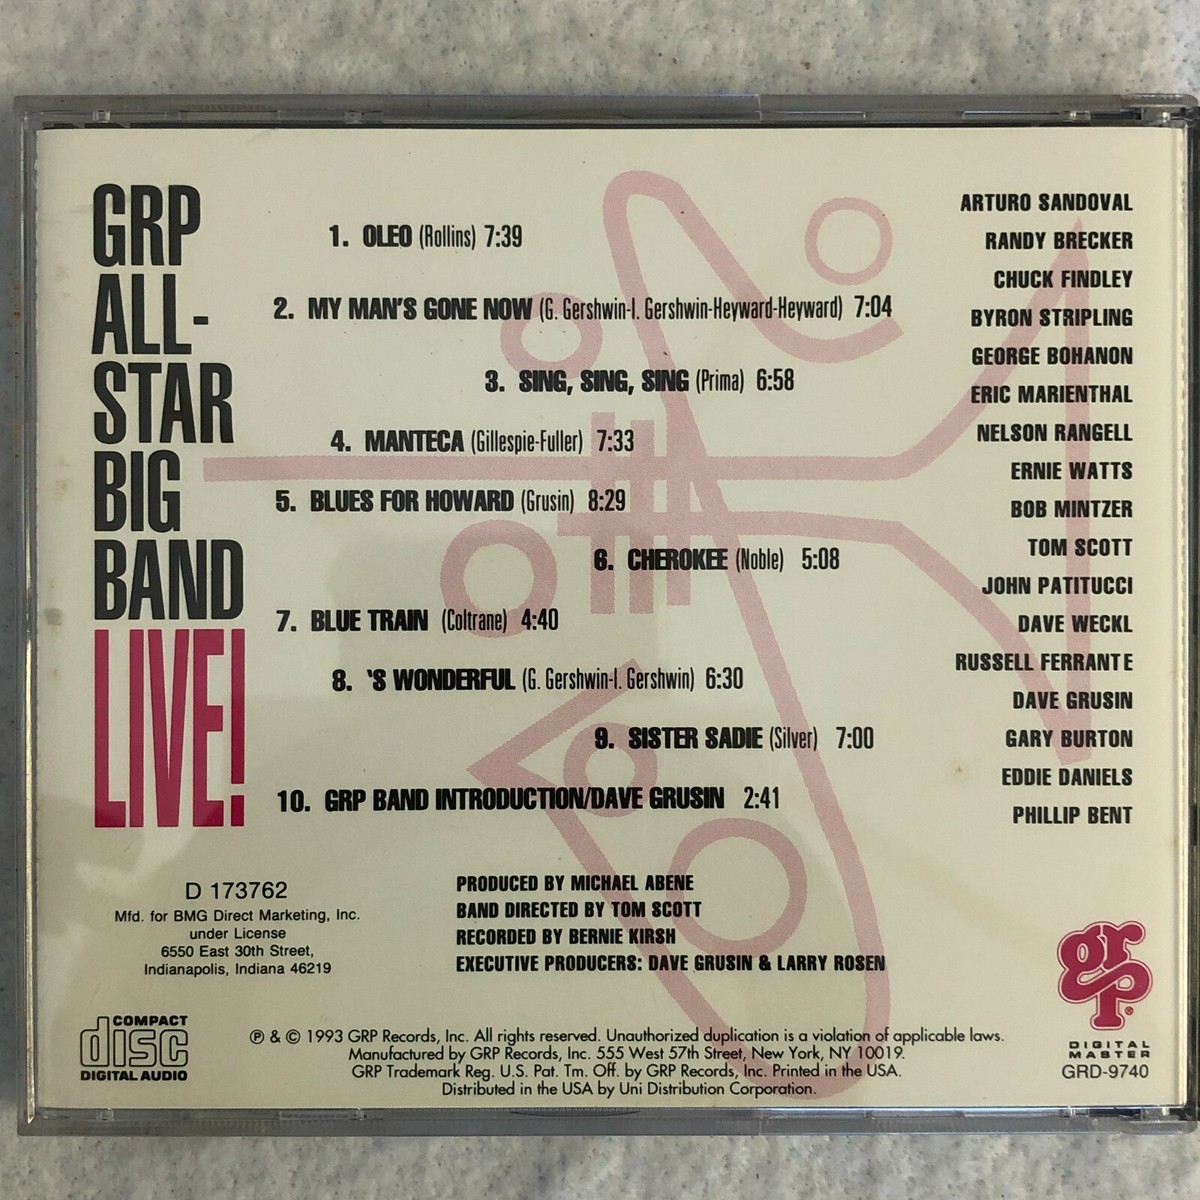 GRP
ALL-
STAR
BIG
BAND
LIVE!
1. OLEO (Rollins) 7:39
2. MY MAN'S GONE NOW (G. Gershwin-I. Gershwin-Heyward-Heyward) 7:04
3. SING, SING, SING (Prima) 6:58
4. MANTECA (Gillespie-Fuller) 7:33
5. BLUES FOR HOWARD (Grusin) 8:29
6. CHEROKEE (Noble) 5:08
7. BLUE TRAIN (Coltrane) 4:40
8. 'S WONDERFUL (G. Gershwin-I. Gershwin) 6:30
9. SISTER SADIE (Silver) 7:00
10. GRP BAND INTRODUCTION/DAVE GRUSIN 2:41
ARTURO SANDOVAL
RANDY BRECKER
CHUCK FINDLEY
BYRON STRIPLING
GEORGE BOHANON
ERIC MARIENTHAL
NELSON RANGELL
ERNIE WATTS
BOB MINTZER
TOM SCOTT
JOHN PATITUCCI
DAVE WECKL
RUSSELL FERRANTE
DAVE GRUSIN
GARY BURTON
EDDIE DANIELS
PHILLIP BENT
D 173762
Mfd. for BMG Direct Marketing, Inc.
under License
6550 East 30th Street,
Indianapolis, Indiana 46219
PRODUCED BY MICHAEL ABENE
BAND DIRECTED BY TOM SCOTT
RECORDED BY BERNIE KIRSH
EXECUTIVE PRODUCERS: DAVE GRUSIN & LARRY ROSEN
COMPACT
disc
DIGITAL AUDIO
℗ & © 1993 GRP Records, Inc. All rights reserved. Unauthorized duplication is a violation of applicable laws.
Manufactured by GRP Records, Inc. 555 West 57th Street, New York, NY 10019.
GRP Trademark Reg. U.S. Pat. Tm. Off. by GRP Records, Inc. Printed in the USA.
Distributed in the USA by Uni Distribution Corporation.
grp®
DIGITAL
MASTER
GRD-9740